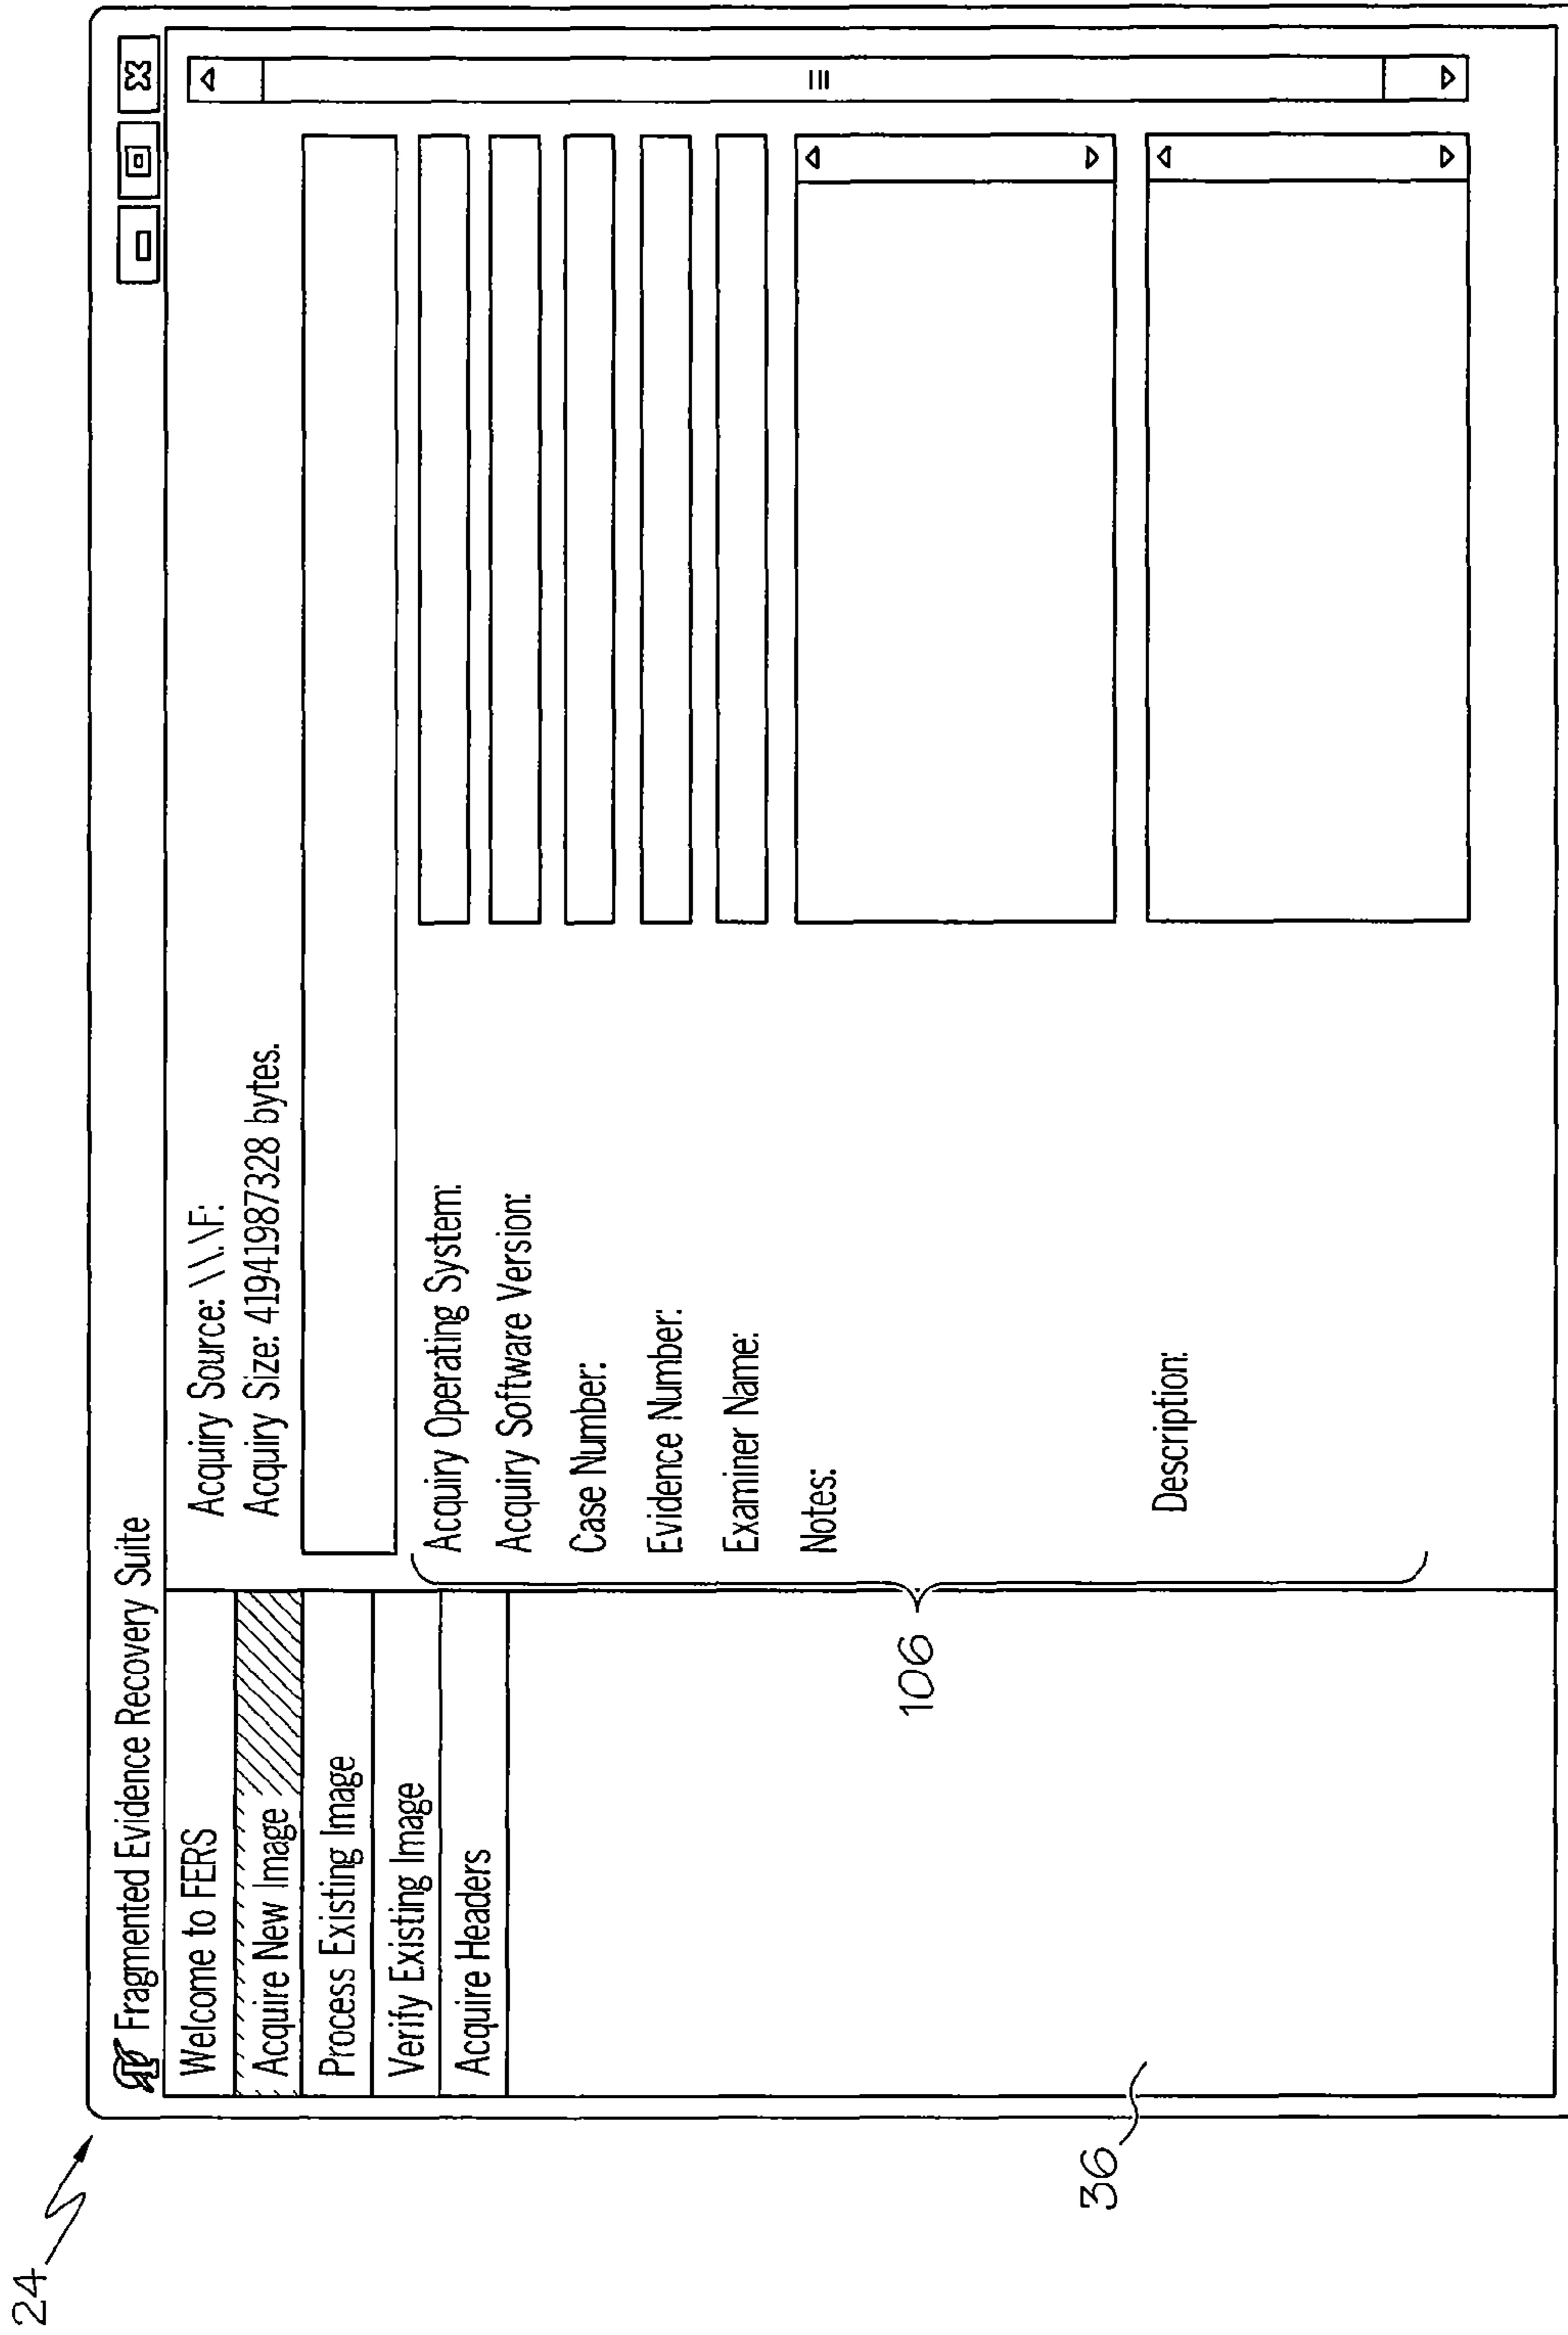 24
Fragmented Evidence Recovery Suite
Welcome to FERS
Acquire New Image
Process Existing Image
Verify Existing Image
Acquire Headers
36
106
Acquiry Source: \\.\F:
Acquiry Size: 41941987328 bytes.
Acquiry Operating System:
Acquiry Software Version:
Case Number:
Evidence Number:
Examiner Name:
Notes:
Description: